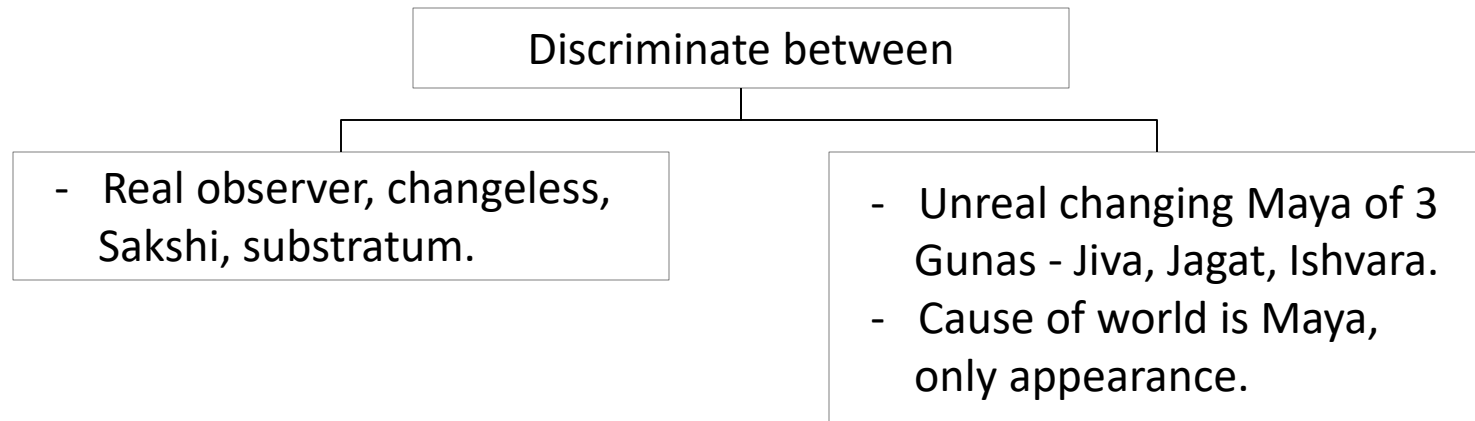 Discriminate between
- Real observer, changeless,
Sakshi, substratum.
- Unreal changing Maya of 3
Gunas - Jiva, Jagat, Ishvara.
- Cause of world is Maya,
only appearance.